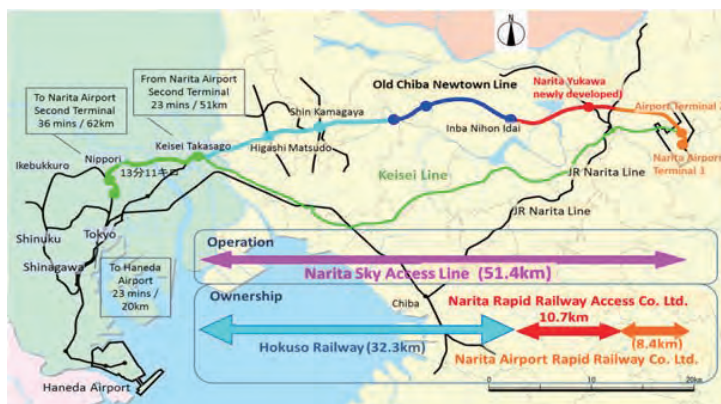 N
From Narita Airport
Second Terminal
23 mins / 51km
To Narita Airport
Second Terminal
36 mins / 62km
Old Chiba Newtown Line
Narita Yukawa
newly developed)
Airport Terminal
Shin Kamagaya
Inba Nihon Idai
Higashi Matsudo
Keisei Takasago
Nippori
Ikebukkuro
13分11キロ
Keisei Line
JR Narita Line
Narita Airport
Terminal 1
JR Narita Line
Tokyo
Shinuku
Shinagawa
To Haneda
Airport
23 mins /
20km
Haneda Airport
Chiba
Operation
Narita Sky Access Line (51.4km)
Ownership
Narita Rapid Railway Access Co. Ltd.
10.7km
Hokuso Railway (32.3km)
(8.4km)
Narita Airport Rapid Railway Co. Ltd.
0
10
20km